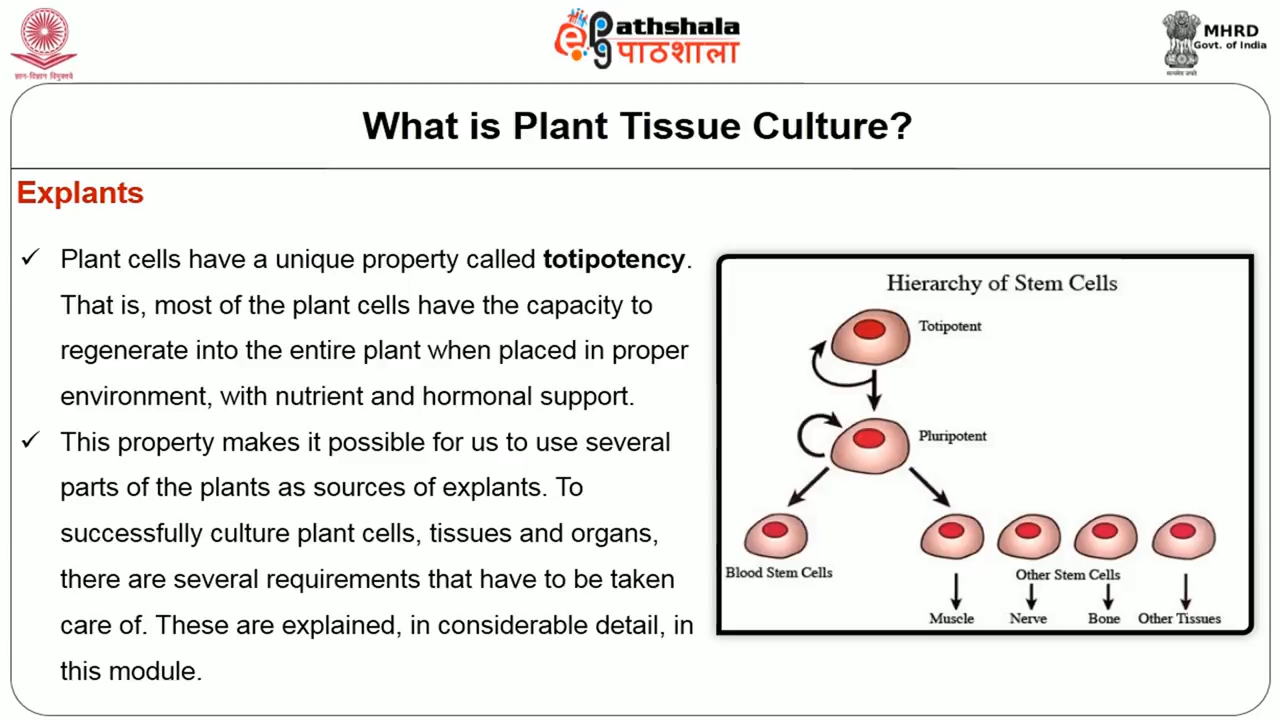 ज्ञान-विज्ञान विमुक्तये
ePathshala
पाठशाला
MHRD
Govt. of India
सत्यमेव जयते
What is Plant Tissue Culture?
Explants
✓ Plant cells have a unique property called totipotency.
That is, most of the plant cells have the capacity to
regenerate into the entire plant when placed in proper
environment, with nutrient and hormonal support.
✓ This property makes it possible for us to use several
parts of the plants as sources of explants. To
successfully culture plant cells, tissues and organs,
there are several requirements that have to be taken
care of. These are explained, in considerable detail, in
this module.
Hierarchy of Stem Cells
Totipotent
Pluripotent
Blood Stem Cells
Other Stem Cells
Muscle Nerve Bone Other Tissues